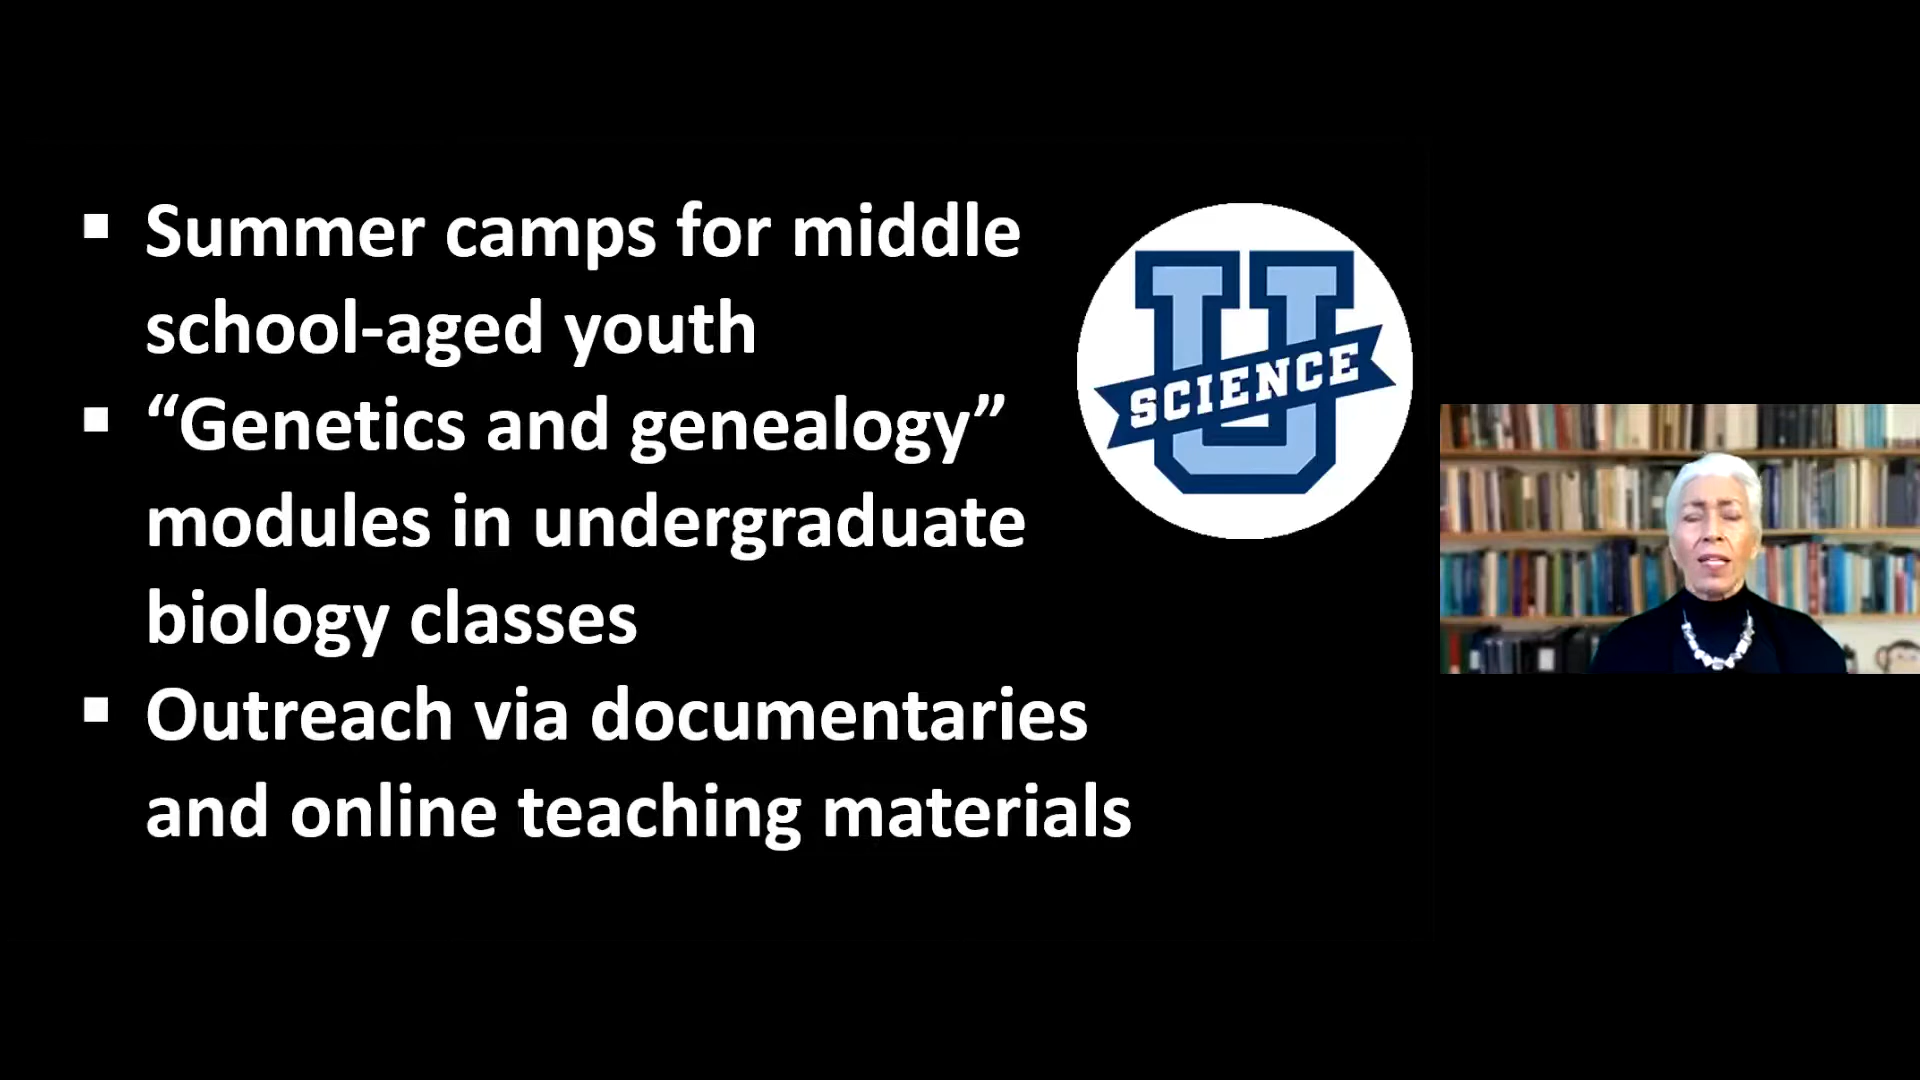 ▪ Summer camps for middle
school-aged youth
▪ “Genetics and genealogy”
modules in undergraduate
biology classes
▪ Outreach via documentaries
and online teaching materials
U
SCIENCE